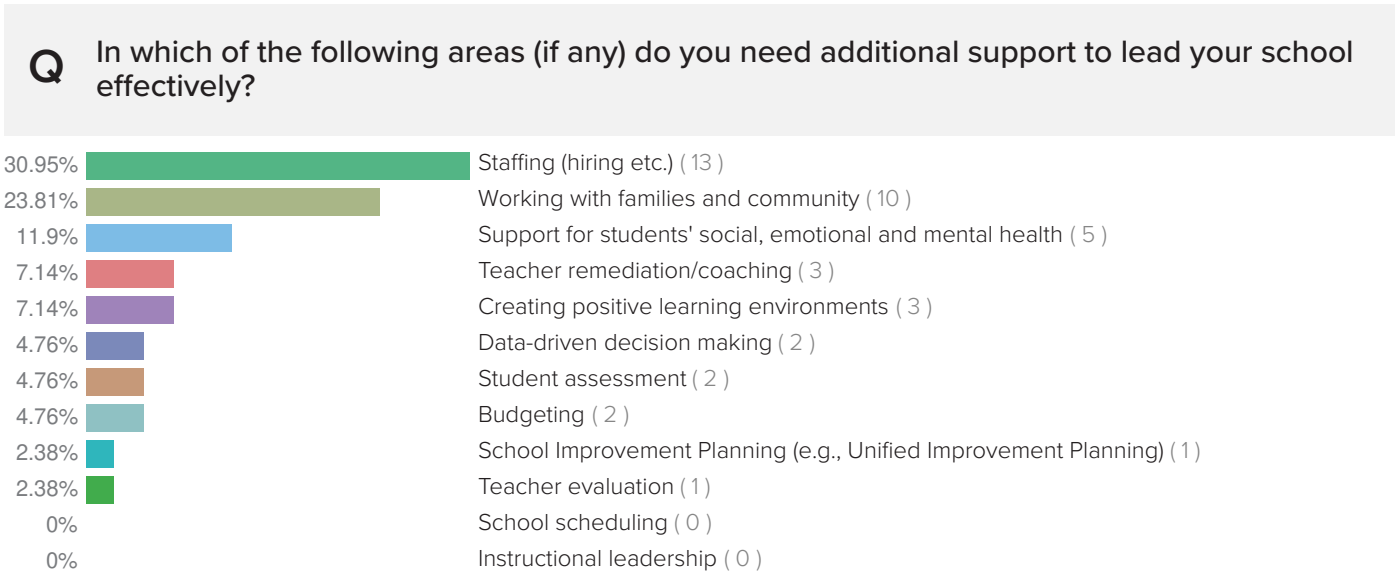 Q
In which of the following areas (if any) do you need additional support to lead your school
effectively?
30.95% Staffing (hiring etc.) ( 13 )
23.81% Working with families and community ( 10 )
11.9% Support for students' social, emotional and mental health ( 5 )
7.14% Teacher remediation/coaching ( 3 )
7.14% Creating positive learning environments ( 3 )
4.76% Data-driven decision making ( 2 )
4.76% Student assessment ( 2 )
4.76% Budgeting ( 2 )
2.38% School Improvement Planning (e.g., Unified Improvement Planning) ( 1 )
2.38% Teacher evaluation ( 1 )
0% School scheduling ( 0 )
0% Instructional leadership ( 0 )